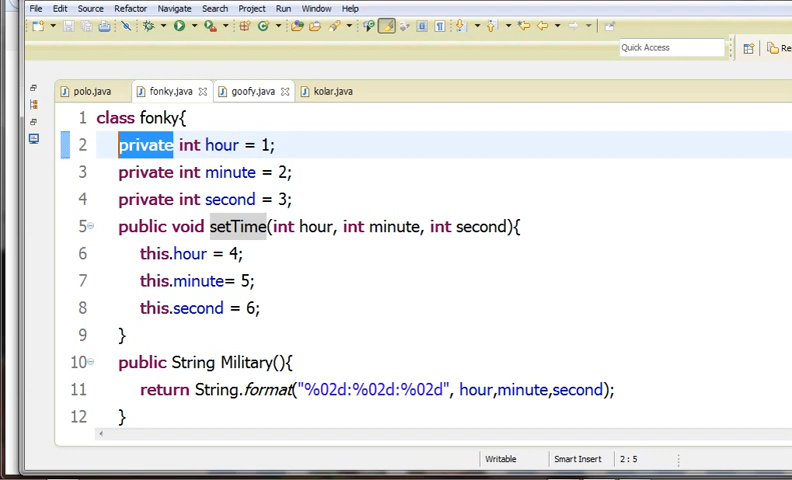 File Edit Source Refactor Navigate Search Project Run Window Help
Quick Access Re
polo.java fonky.java goofy.java kolar.java
1 class fonky{
2 private int hour = 1;
3 private int minute = 2;
4 private int second = 3;
5 public void setTime(int hour, int minute, int second){
6 this.hour = 4;
7 this.minute= 5;
8 this.second = 6;
9 }
10 public String Military(){
11 return String.format("%02d:%02d:%02d", hour,minute,second);
12 }
Writable Smart Insert 2 : 5